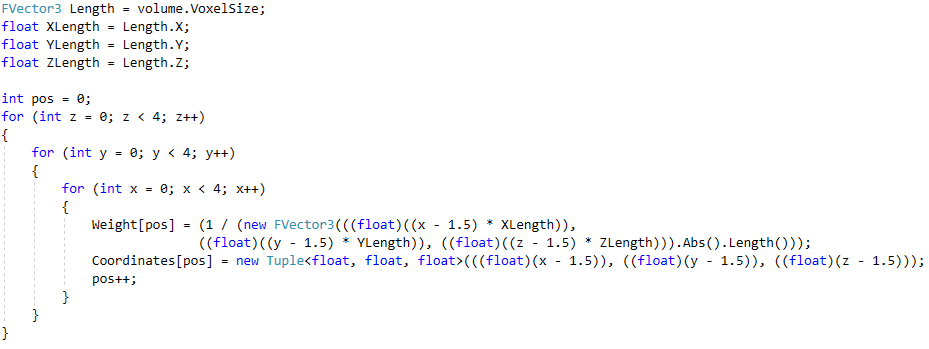 FVector3 Length = volume.VoxelSize;
float XLength = Length.X;
float YLength = Length.Y;
float ZLength = Length.Z;

int pos = 0;
for (int z = 0; z < 4; z++)
{
    for (int y = 0; y < 4; y++)
    {
        for (int x = 0; x < 4; x++)
        {
            Weight[pos] = (1 / (new FVector3(((float)((x - 1.5) * XLength)),
                          ((float)((y - 1.5) * YLength)), ((float)((z - 1.5) * ZLength))).Abs().Length()));
            Coordinates[pos] = new Tuple<float, float, float>(((float)(x - 1.5)), ((float)(y - 1.5)), ((float)(z - 1.5)));
            pos++;
        }
    }
}